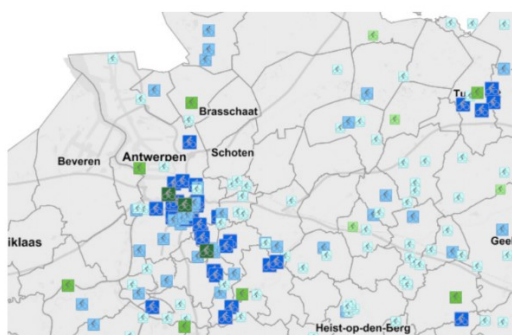 Brasschaat
Beveren
Antwerpen
Schoten
iklaas
Geel
Heist-op-den-Berg